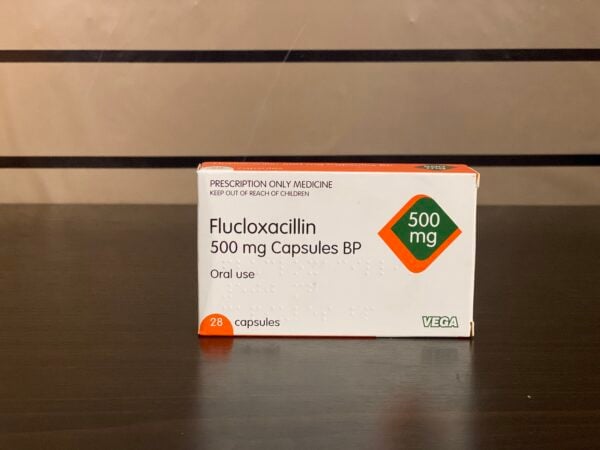 PRESCRIPTION ONLY MEDICINE
KEEP OUT OF REACH OF CHILDREN
Flucloxacillin
500 mg Capsules BP
500
mg
Oral use
28 capsules
VEGA